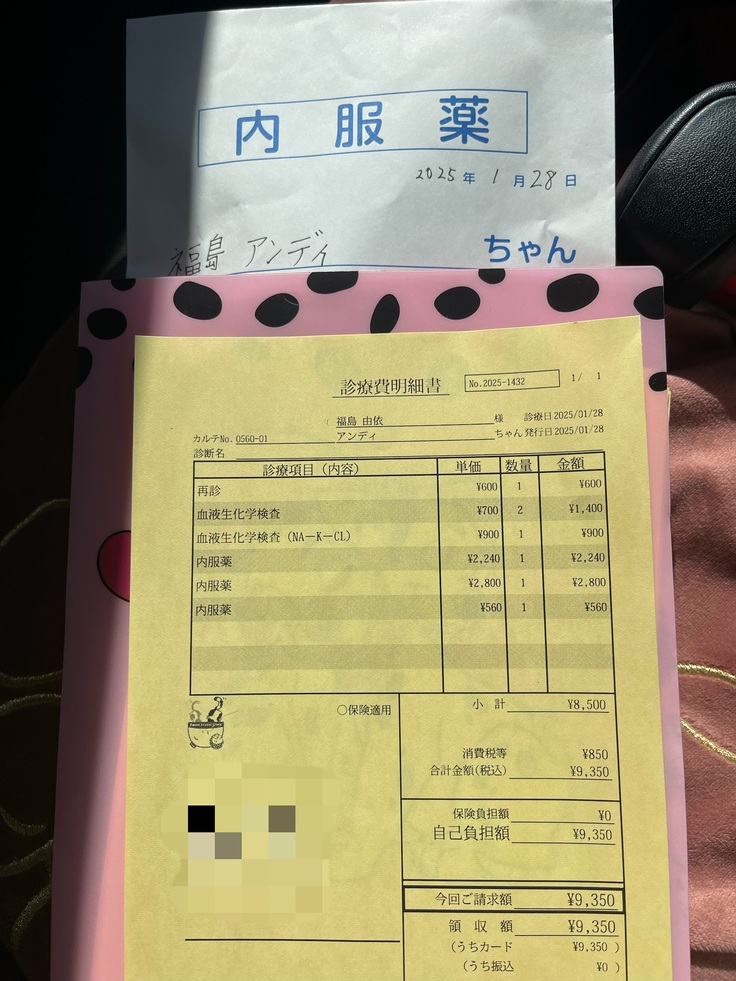 内服薬
2025年 1月28日
福島 アンディ ちゃん
診療費明細書 No.2025-1432 1/ 1
福島 由依 様 診療日 2025/01/28
カルテNo. 0560-01 アンディ ちゃん 発行日 2025/01/28
診断名
診療項目（内容） 単価 数量 金額
再診 ¥600 1 ¥600
血液生化学検査 ¥700 2 ¥1,400
血液生化学検査（NA－K－CL） ¥900 1 ¥900
内服薬 ¥2,240 1 ¥2,240
内服薬 ¥2,800 1 ¥2,800
内服薬 ¥560 1 ¥560
○保険適用
小 計 ¥8,500
消費税等 ¥850
合計金額(税込) ¥9,350
保険負担額 ¥0
自己負担額 ¥9,350
今回ご請求額 ¥9,350
領 収 額 ¥9,350
(うちカード ¥9,350 )
(うち振込 ¥0 )